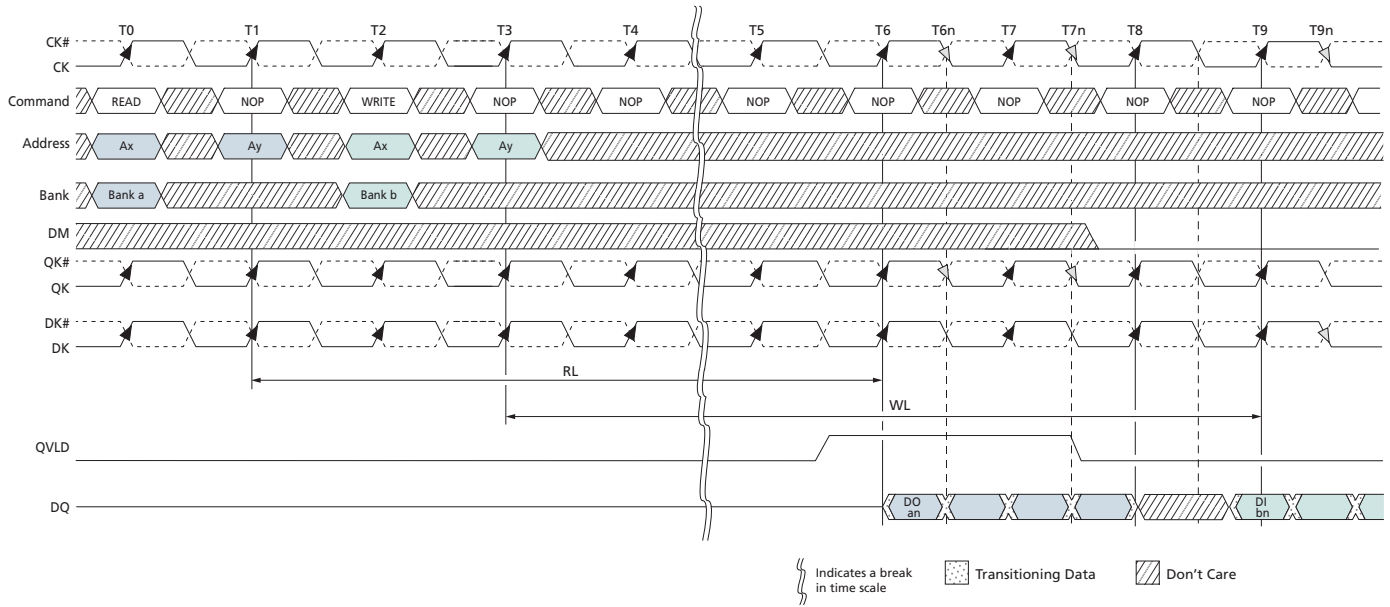 T0 T1 T2 T3 T4 T5 T6 T6n T7 T7n T8 T9 T9n
CK#
CK
Command READ NOP WRITE NOP NOP NOP NOP NOP NOP NOP
Address Ax Ay Ax Ay
Bank Bank a Bank b
DM
QK#
QK
DK#
DK
RL
WL
QVLD
DQ DO an DI bn
Indicates a break in time scale
Transitioning Data
Don't Care